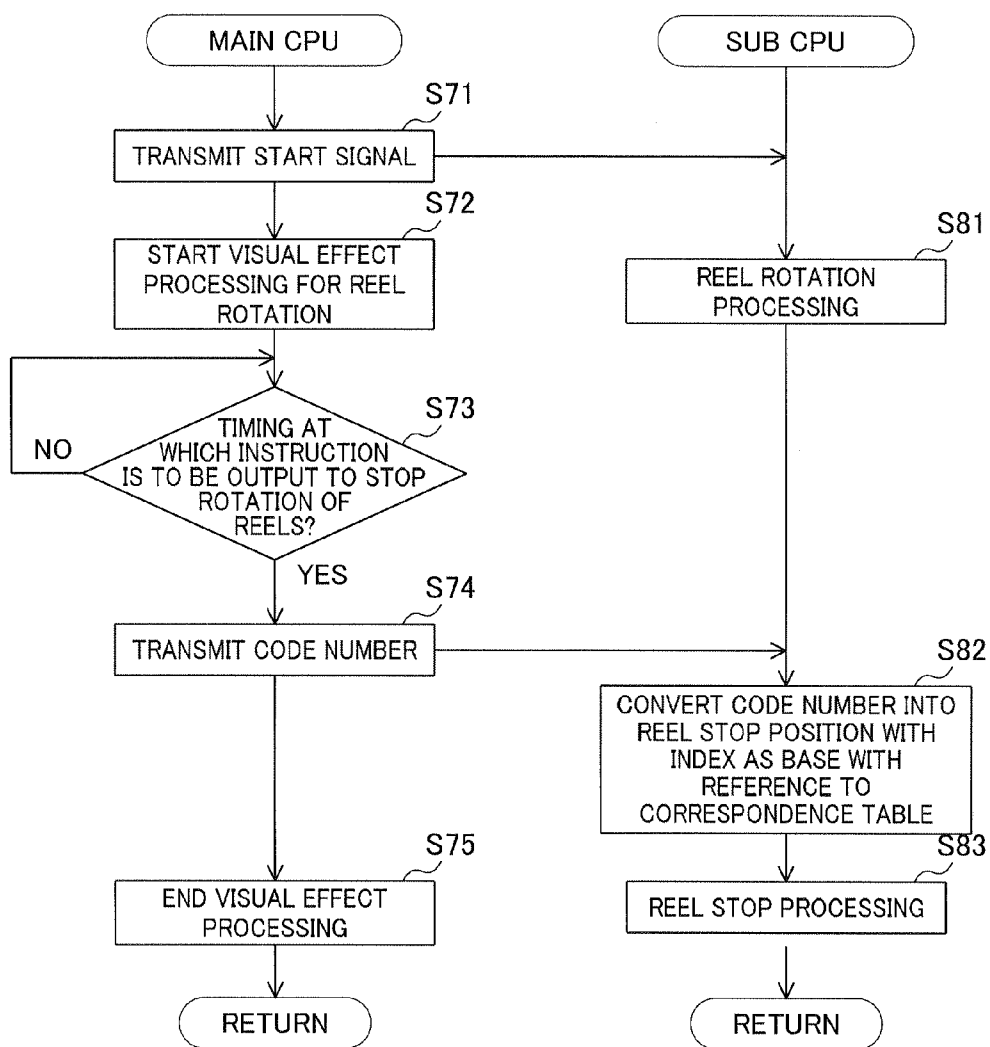 MAIN CPU
SUB CPU
S71
TRANSMIT START SIGNAL
S72
START VISUAL EFFECT
PROCESSING FOR REEL
ROTATION
S81
REEL ROTATION
PROCESSING
S73
TIMING AT
WHICH INSTRUCTION
IS TO BE OUTPUT TO STOP
ROTATION OF
REELS?
NO
YES
S74
TRANSMIT CODE NUMBER
S82
CONVERT CODE NUMBER INTO
REEL STOP POSITION WITH
INDEX AS BASE WITH
REFERENCE TO
CORRESPONDENCE TABLE
S75
END VISUAL EFFECT
PROCESSING
S83
REEL STOP PROCESSING
RETURN
RETURN